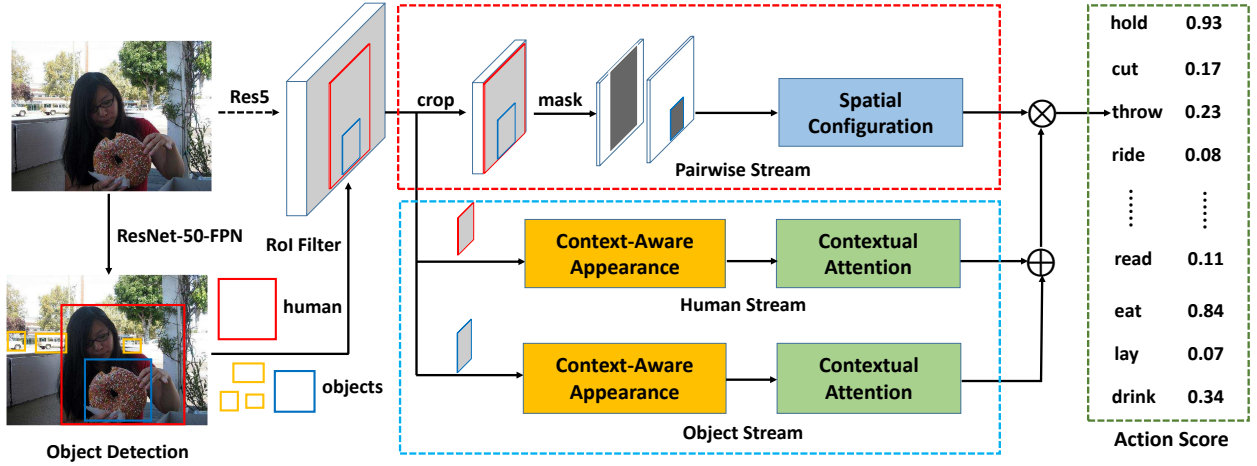 Res5
ResNet-50-FPN
Object Detection
RoI Filter
human
objects
crop
mask
Spatial
Configuration
Pairwise Stream
Context-Aware
Appearance
Contextual
Attention
Human Stream
Context-Aware
Appearance
Contextual
Attention
Object Stream
hold 0.93
cut 0.17
throw 0.23
ride 0.08
...... ......
read 0.11
eat 0.84
lay 0.07
drink 0.34
Action Score